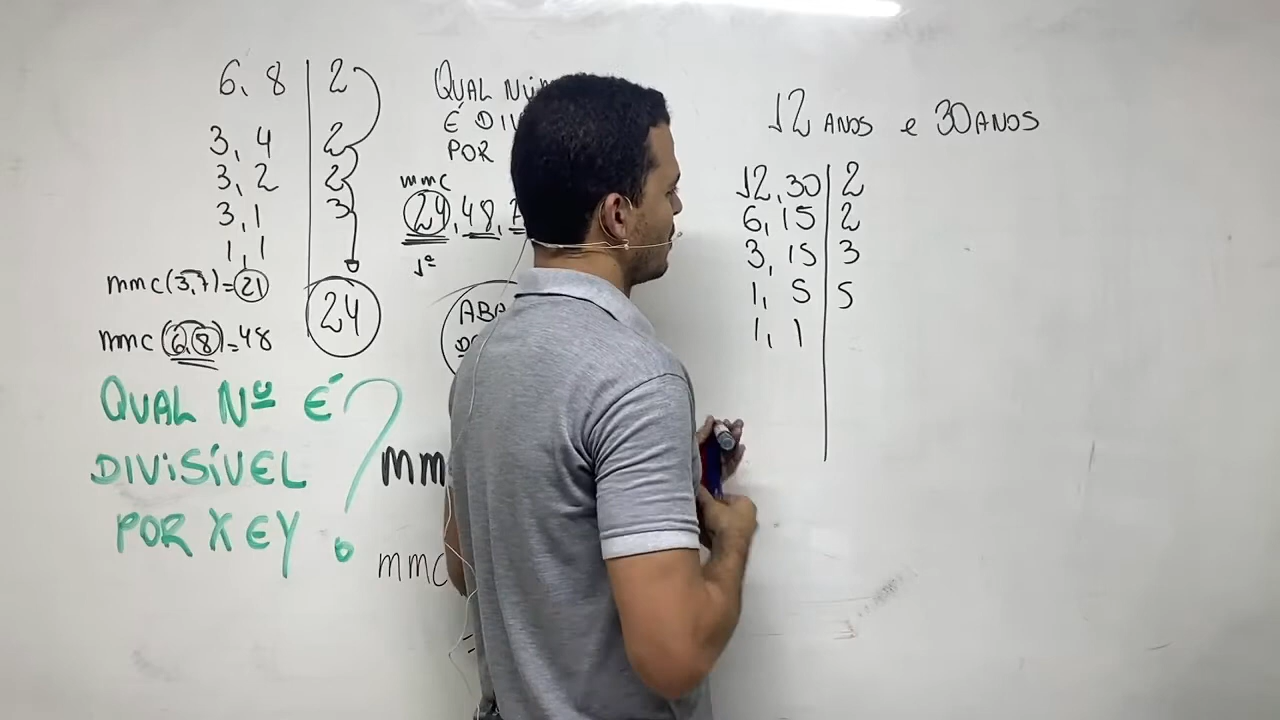 6, 8 | 2
3, 4 | 2
3, 2 | 2
3, 1 | 3
1, 1
24
mmc(3,7)=21
mmc(6,8)=48
QUAL Nº É
DIVISÍVEL
POR X E Y ?
QUAL
É
POR
mmc
24, 48,
1º
mmc
12 ANOS e 30 ANOS
12, 30 | 2
6, 15 | 2
3, 15 | 3
1, 5 | 5
1, 1